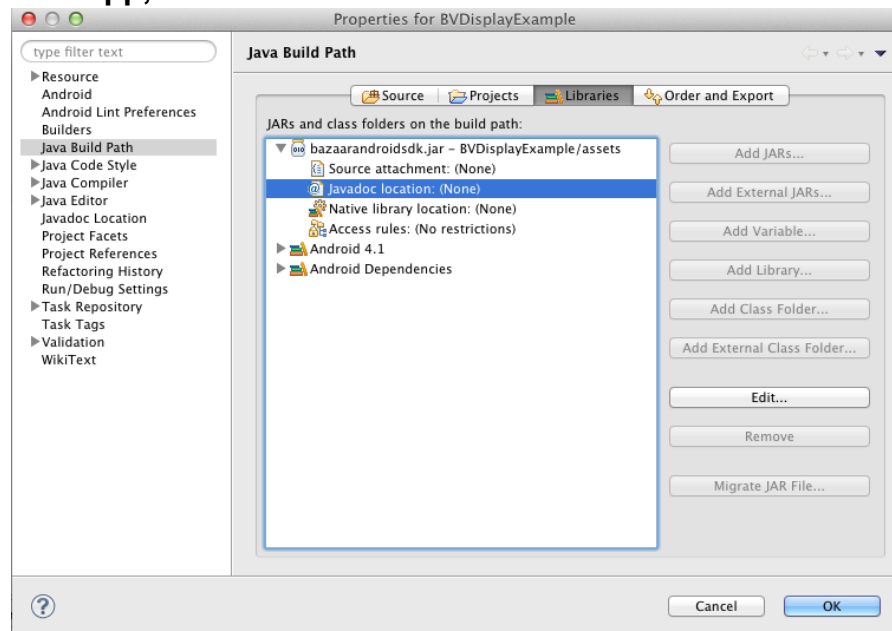 app,
Properties for BVDisplayExample
type filter text
Java Build Path
Resource
Android
Android Lint Preferences
Builders
Java Build Path
Java Code Style
Java Compiler
Java Editor
Javadoc Location
Project Facets
Project References
Refactoring History
Run/Debug Settings
Task Repository
Task Tags
Validation
WikiText
Source
Projects
Libraries
Order and Export
JARs and class folders on the build path:
bazaarandroidsdk.jar – BVDisplayExample/assets
Source attachment: (None)
Javadoc location: (None)
Native library location: (None)
Access rules: (No restrictions)
Android 4.1
Android Dependencies
Add JARs...
Add External JARs...
Add Variable...
Add Library...
Add Class Folder...
Add External Class Folder...
Edit...
Remove
Migrate JAR File...
?
Cancel
OK